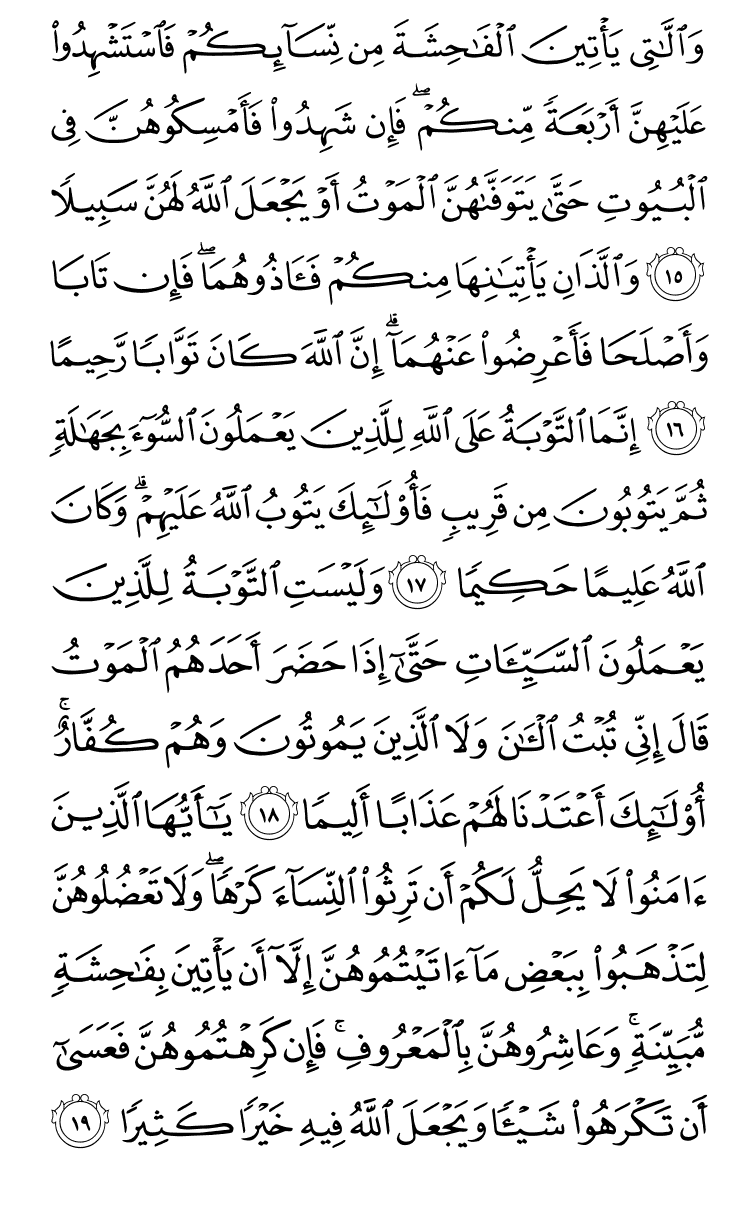 وَٱلَّـٰتِى يَأْتِينَ ٱلْفَـٰحِشَةَ مِن نِّسَآئِكُمْ فَٱسْتَشْهِدُوا۟
عَلَيْهِنَّ أَرْبَعَةً مِّنكُمْ ۖ فَإِن شَهِدُوا۟ فَأَمْسِكُوهُنَّ فِى
ٱلْبُيُوتِ حَتَّىٰ يَتَوَفَّىٰهُنَّ ٱلْمَوْتُ أَوْ يَجْعَلَ ٱللَّهُ لَهُنَّ سَبِيلًا
١٥ وَٱلَّذَانِ يَأْتِيَـٰنِهَا مِنكُمْ فَـَٔاذُوهُمَا ۖ فَإِن تَابَا
وَأَصْلَحَا فَأَعْرِضُوا۟ عَنْهُمَآ ۗ إِنَّ ٱللَّهَ كَانَ تَوَّابًا رَّحِيمًا
١٦ إِنَّمَا ٱلتَّوْبَةُ عَلَى ٱللَّهِ لِلَّذِينَ يَعْمَلُونَ ٱلسُّوٓءَ بِجَهَـٰلَةٍ
ثُمَّ يَتُوبُونَ مِن قَرِيبٍ فَأُو۟لَـٰٓئِكَ يَتُوبُ ٱللَّهُ عَلَيْهِمْ ۗ وَكَانَ
ٱللَّهُ عَلِيمًا حَكِيمًا ١٧ وَلَيْسَتِ ٱلتَّوْبَةُ لِلَّذِينَ
يَعْمَلُونَ ٱلسَّيِّـَٔاتِ حَتَّىٰٓ إِذَا حَضَرَ أَحَدَهُمُ ٱلْمَوْتُ
قَالَ إِنِّى تُبْتُ ٱلْـَٔـٰنَ وَلَا ٱلَّذِينَ يَمُوتُونَ وَهُمْ كُفَّارٌ ۚ
أُو۟لَـٰٓئِكَ أَعْتَدْنَا لَهُمْ عَذَابًا أَلِيمًا ١٨ يَـٰٓأَيُّهَا ٱلَّذِينَ
ءَامَنُوا۟ لَا يَحِلُّ لَكُمْ أَن تَرِثُوا۟ ٱلنِّسَآءَ كَرْهًا ۖ وَلَا تَعْضُلُوهُنَّ
لِتَذْهَبُوا۟ بِبَعْضِ مَآ ءَاتَيْتُمُوهُنَّ إِلَّآ أَن يَأْتِينَ بِفَـٰحِشَةٍ
مُّبَيِّنَةٍ ۚ وَعَاشِرُوهُنَّ بِٱلْمَعْرُوفِ ۚ فَإِن كَرِهْتُمُوهُنَّ فَعَسَىٰٓ
أَن تَكْرَهُوا۟ شَيْـًٔا وَيَجْعَلَ ٱللَّهُ فِيهِ خَيْرًا كَثِيرًا ١٩